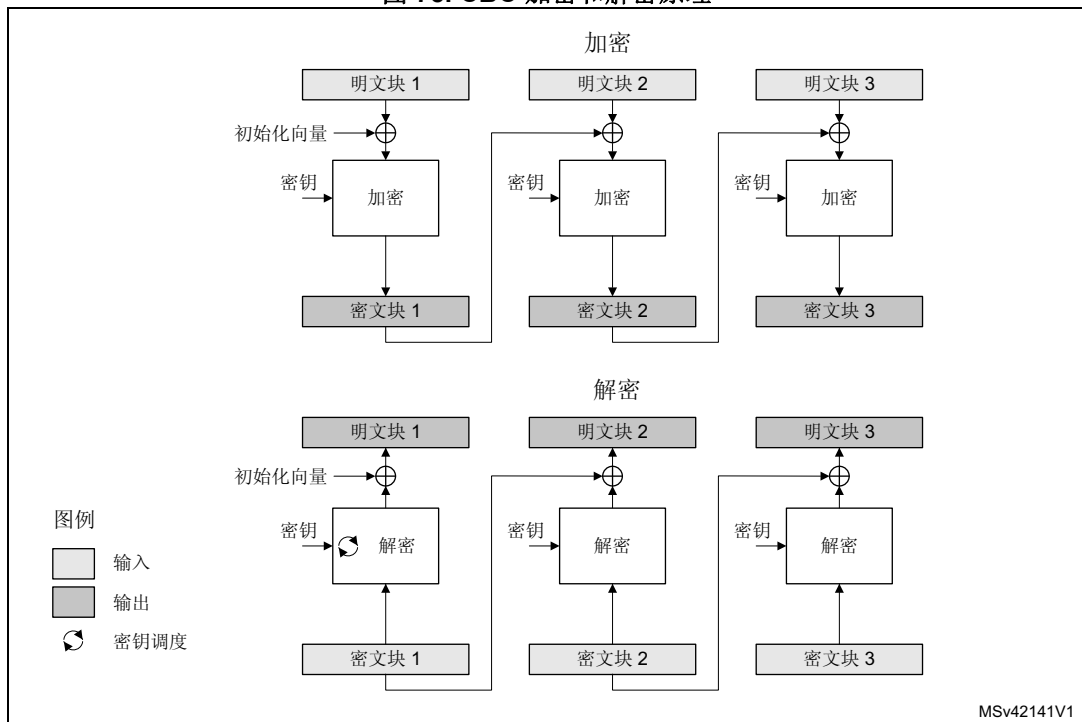 加密
明文块 1 明文块 2 明文块 3
初始化向量
密钥 密钥 密钥
加密 加密 加密
密文块 1 密文块 2 密文块 3
解密
明文块 1 明文块 2 明文块 3
初始化向量
密钥 密钥 密钥
解密 解密 解密
密文块 1 密文块 2 密文块 3
图例
输入
输出
密钥调度
MSv42141V1